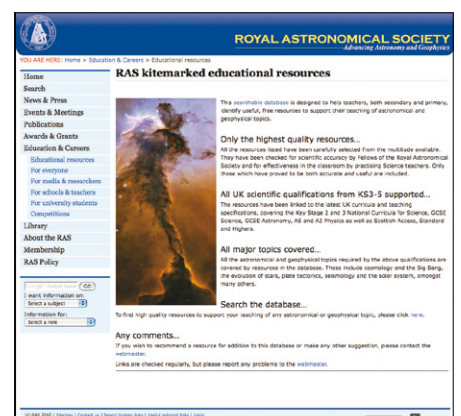 ROYAL ASTRONOMICAL SOCIETY
Advancing Astronomy and Geophysics
YOU ARE HERE: Home > Education & Careers > Educational resources
Home
Search
News & Press
Events & Meetings
Publications
Awards & Grants
Education & Careers
Educational resources
For everyone
For media & researchers
For schools & teachers
For university students
Competitions
Library
About the RAS
Membership
RAS Policy
GO
I want information on:
Select a subject
Information for:
Select a role
RAS kitemarked educational resources
This searchable database is designed to help teachers, both secondary and primary,
identify useful, free resources to support their teaching of astronomical and
geophysical topics.
Only the highest quality resources...
All the resources listed have been carefully selected from the multitude available.
They have been checked for scientific accuracy by Fellows of the Royal Astronomical
Society and for effectiveness in the classroom by practising Science teachers. Only
those which have proved to be both accurate and useful are included.
All UK scientific qualifications from KS3-5 supported...
The resources have been linked to the latest UK curricula and teaching
specifications, covering the Key Stage 2 and 3 National Curricula for Science, GCSE
Science, GCSE Astronomy, AS and A2 Physics as well as Scottish Access, Standard
and Highers.
All major topics covered...
All the astronomical and geophysical topics required by the above qualifications are
covered by resources in the database. These include cosmology and the Big Bang,
the evolution of stars, plate tectonics, seismology and the solar system, amongst
many others.
Search the database...
To find high quality resources to support your teaching of any astronomical or geophysical topic, please click here.
Any comments...
If you wish to recommend a resource for addition to this database or make any other suggestion, please contact the
webmaster.
Links are checked regularly, but please report any problems to the webmaster.